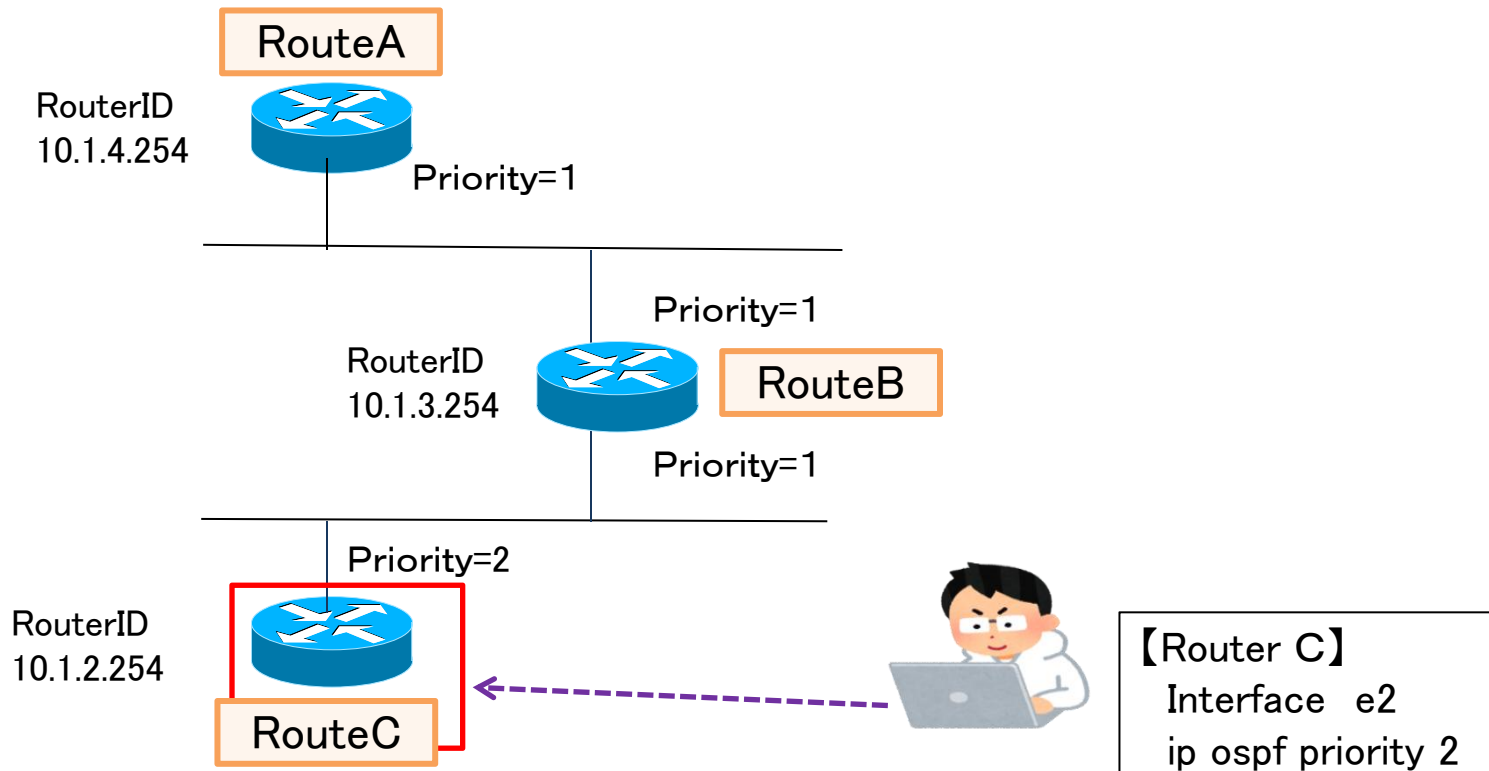 RouteA
RouterID
10.1.4.254
Priority=1
Priority=1
RouterID
10.1.3.254
RouteB
Priority=1
Priority=2
RouterID
10.1.2.254
RouteC
【Router C】
Interface e2
ip ospf priority 2